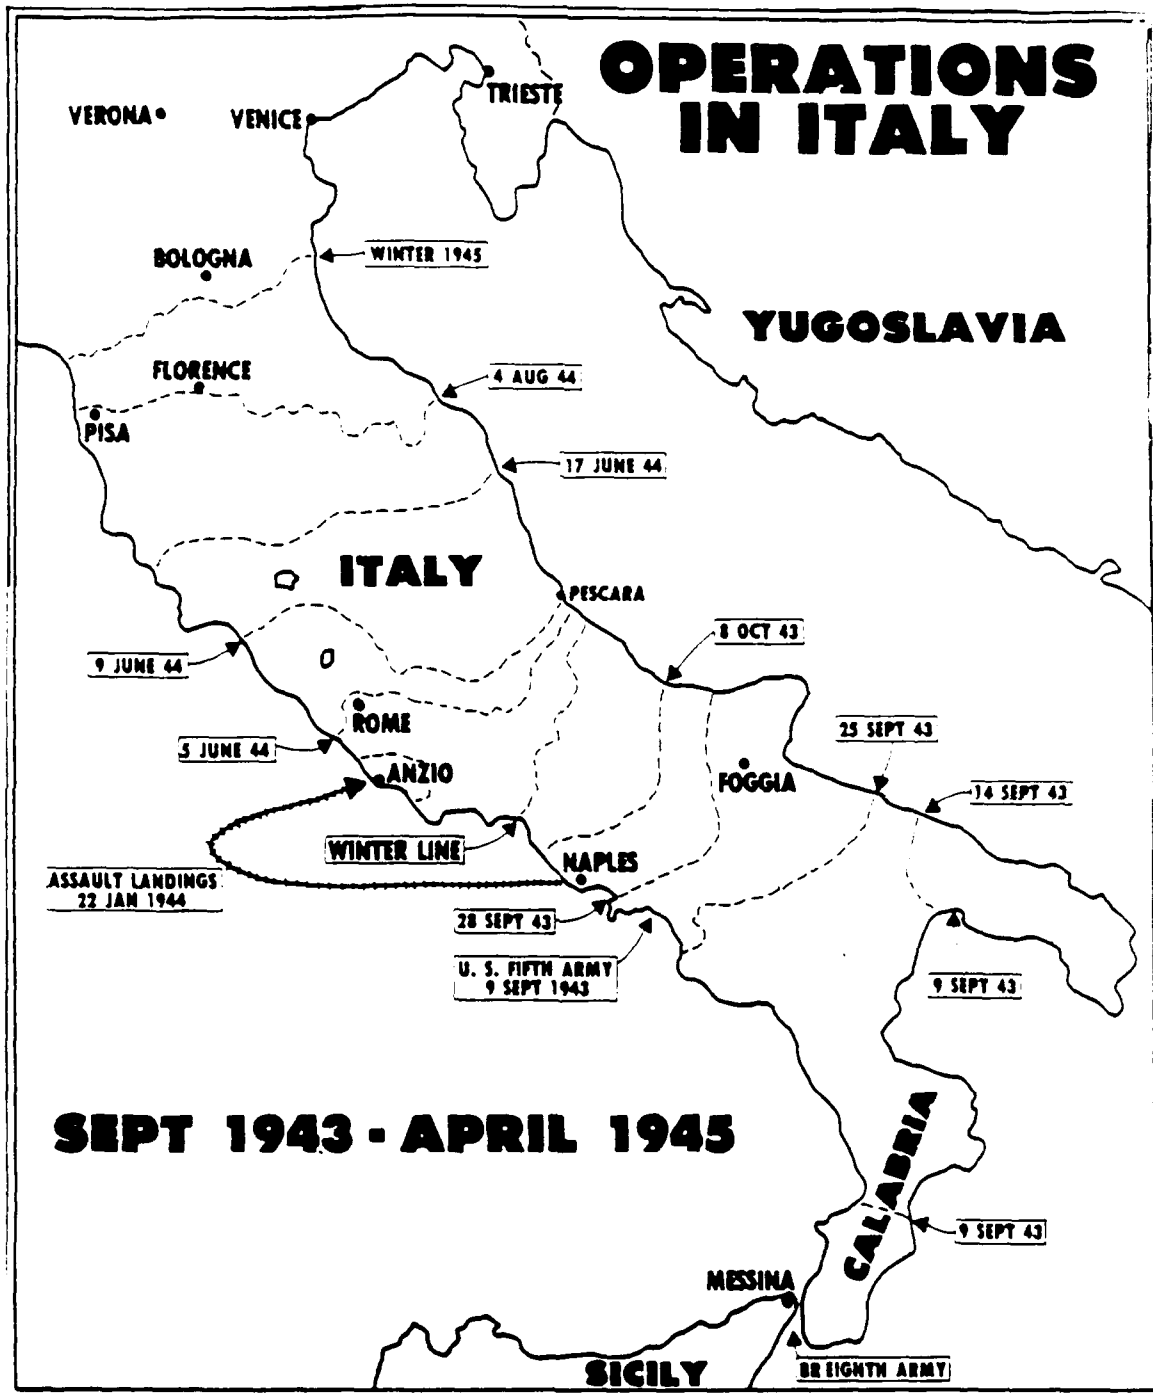 OPERATIONS
IN ITALY
TRIESTE
VERONA
VENICE
BOLOGNA
WINTER 1945
YUGOSLAVIA
FLORENCE
4 AUG 44
PISA
17 JUNE 44
ITALY
PESCARA
8 OCT 43
9 JUNE 44
ROME
5 JUNE 44
25 SEPT 43
ANZIO
FOGGIA
14 SEPT 43
WINTER LINE
NAPLES
ASSAULT LANDINGS
22 JAN 1944
28 SEPT 43
U. S. FIFTH ARMY
9 SEPT 1943
9 SEPT 43
SEPT 1943 - APRIL 1945
CALABRIA
9 SEPT 43
MESSINA
SICILY
BR EIGHTH ARMY